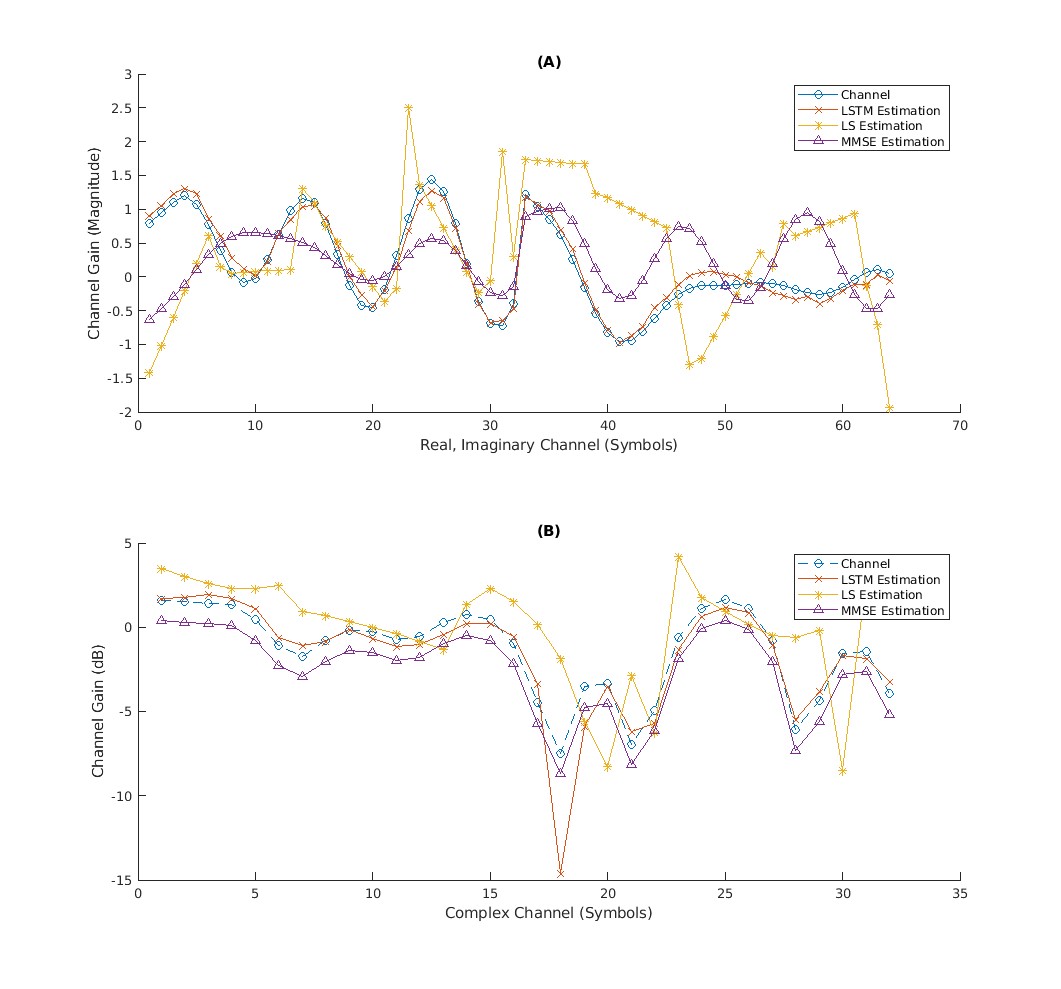 (A)
Channel Gain (Magnitude)
3
2.5
2
1.5
1
0.5
0
-0.5
-1
-1.5
-2
0 10 20 30 40 50 60 70
Real, Imaginary Channel (Symbols)
Channel
LSTM Estimation
LS Estimation
MMSE Estimation
(B)
Channel Gain (dB)
5
0
-5
-10
-15
0 5 10 15 20 25 30 35
Complex Channel (Symbols)
Channel
LSTM Estimation
LS Estimation
MMSE Estimation